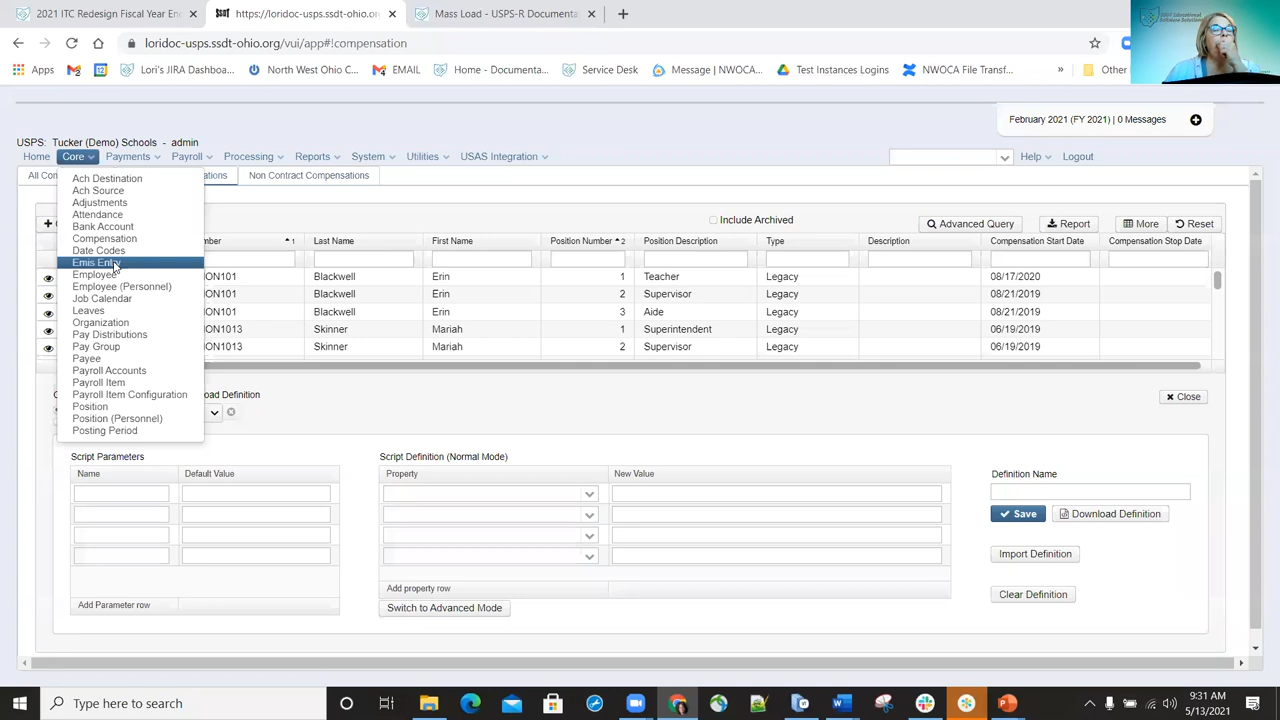 2021 ITC Redesign Fiscal Year En
https://loridoc-usps.ssdt-ohio.or
Mass Load - USPS-R Documenta
loridoc-usps.ssdt-ohio.org/vui/app#!compensation
Apps
Lori's JIRA Dashboa...
North West Ohio C...
EMAIL
Home - Documenta...
Service Desk
Message | NWOCA
Test Instances Logins
NWOCA File Transf...
»
Other
February 2021 (FY 2021) | 0 Messages
USPS: Tucker (Demo) Schools - admin
Home Core Payments Payroll Processing Reports System Utilities USAS Integration Help Logout
All Con
ations
Non Contract Compensations
Ach Destination
Ach Source
Adjustments
Attendance
Bank Account
Compensation
Date Codes
Emis Entry
Employee
Employee (Personnel)
Job Calendar
Leaves
Organization
Pay Distributions
Pay Group
Payee
Payroll Accounts
Payroll Item
Payroll Item Configuration
Position
Position (Personnel)
Posting Period
Include Archived
Advanced Query
Report
More
Reset
mber 1 Last Name First Name Position Number 2 Position Description Type Description Compensation Start Date Compensation Stop Date
ON101 Blackwell Erin 1 Teacher Legacy 08/17/2020
ON101 Blackwell Erin 2 Supervisor Legacy 08/21/2019
ON101 Blackwell Erin 3 Aide Legacy 08/21/2019
ON1013 Skinner Mariah 1 Superintendent Legacy 06/19/2019
ON1013 Skinner Mariah 2 Supervisor Legacy 06/19/2019
oad Definition
Close
Script Parameters
Name Default Value
Add Parameter row
Script Definition (Normal Mode)
Property New Value
Add property row
Switch to Advanced Mode
Definition Name
Save
Download Definition
Import Definition
Clear Definition
Type here to search
9:31 AM
5/13/2021